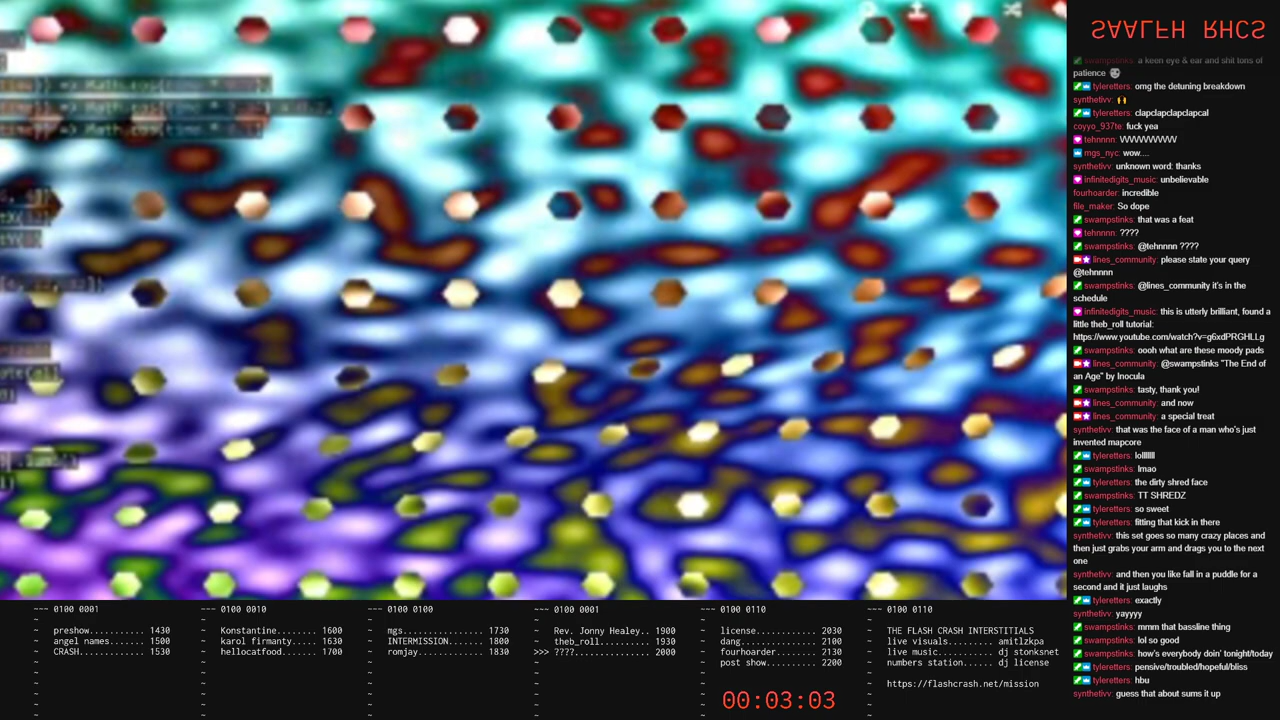 => Math.cos(time *
=> Math.cos(time *
=> Math.cos(time *
SAALFH RHCS
swampstinks: a keen eye & ear and shit tons of
patience
tyleretters: omg the detuning breakdown
synthetivv: 🙌
tyleretters: clapclapclapclapcal
coyyo_937te: fuck yea
tehnnnn: VVVVVVVVVVV
mgs_nyc: wow....
synthetivv: unknown word: thanks
infinitedigits_music: unbelievable
fourhoarder: incredible
file_maker: So dope
swampstinks: that was a feat
tehnnnn: ????
swampstinks: @tehnnnn ????
lines_community: please state your query
@tehnnnn
swampstinks: @lines_community it's in the
schedule
infinitedigits_music: this is utterly brilliant, found a
little theb_roll tutorial:
https://www.youtube.com/watch?v=g6xdPRGHLLg
swampstinks: oooh what are these moody pads
lines_community: @swampstinks "The End of
an Age" by Inocula
swampstinks: tasty, thank you!
lines_community: and now
lines_community: a special treat
synthetivv: that was the face of a man who's just
invented mapcore
tyleretters: lolllllll
swampstinks: lmao
tyleretters: the dirty shred face
swampstinks: TT SHREDZ
tyleretters: so sweet
tyleretters: fitting that kick in there
synthetivv: this set goes so many crazy places and
then just grabs your arm and drags you to the next
one
synthetivv: and then you like fall in a puddle for a
second and it just laughs
tyleretters: exactly
synthetivv: yayyyy
swampstinks: mmm that bassline thing
swampstinks: lol so good
swampstinks: how's everybody doin' tonight/today
tyleretters: pensive/troubled/hopeful/bliss
tyleretters: hbu
synthetivv: guess that about sums it up
~~~ 0100 0001
~
~ preshow........... 1430
~ angel names....... 1500
~ CRASH............. 1530
~~~ 0100 0010
~
~ Konstantine....... 1600
~ karol firmanty.... 1630
~ hellocatfood...... 1700
~~~ 0100 0100
~
~ mgs............... 1730
~ INTERMISSION...... 1800
~ romjay............ 1830
~~~ 0100 0001
~
~ Rev. Jonny Healey.. 1900
~ theb_roll......... 1930
>>> ????.............. 2000
~~~ 0100 0110
~
~ license........... 2030
~ dang.............. 2100
~ fourhoarder....... 2130
~ post show......... 2200
00:03:03
~~~ 0100 0110
~
~ THE FLASH CRASH INTERSTITIALS
~ live visuals...... amitlzkpa
~ live music..... dj stonksnet
~ numbers station...... dj license
~
~ https://flashcrash.net/mission